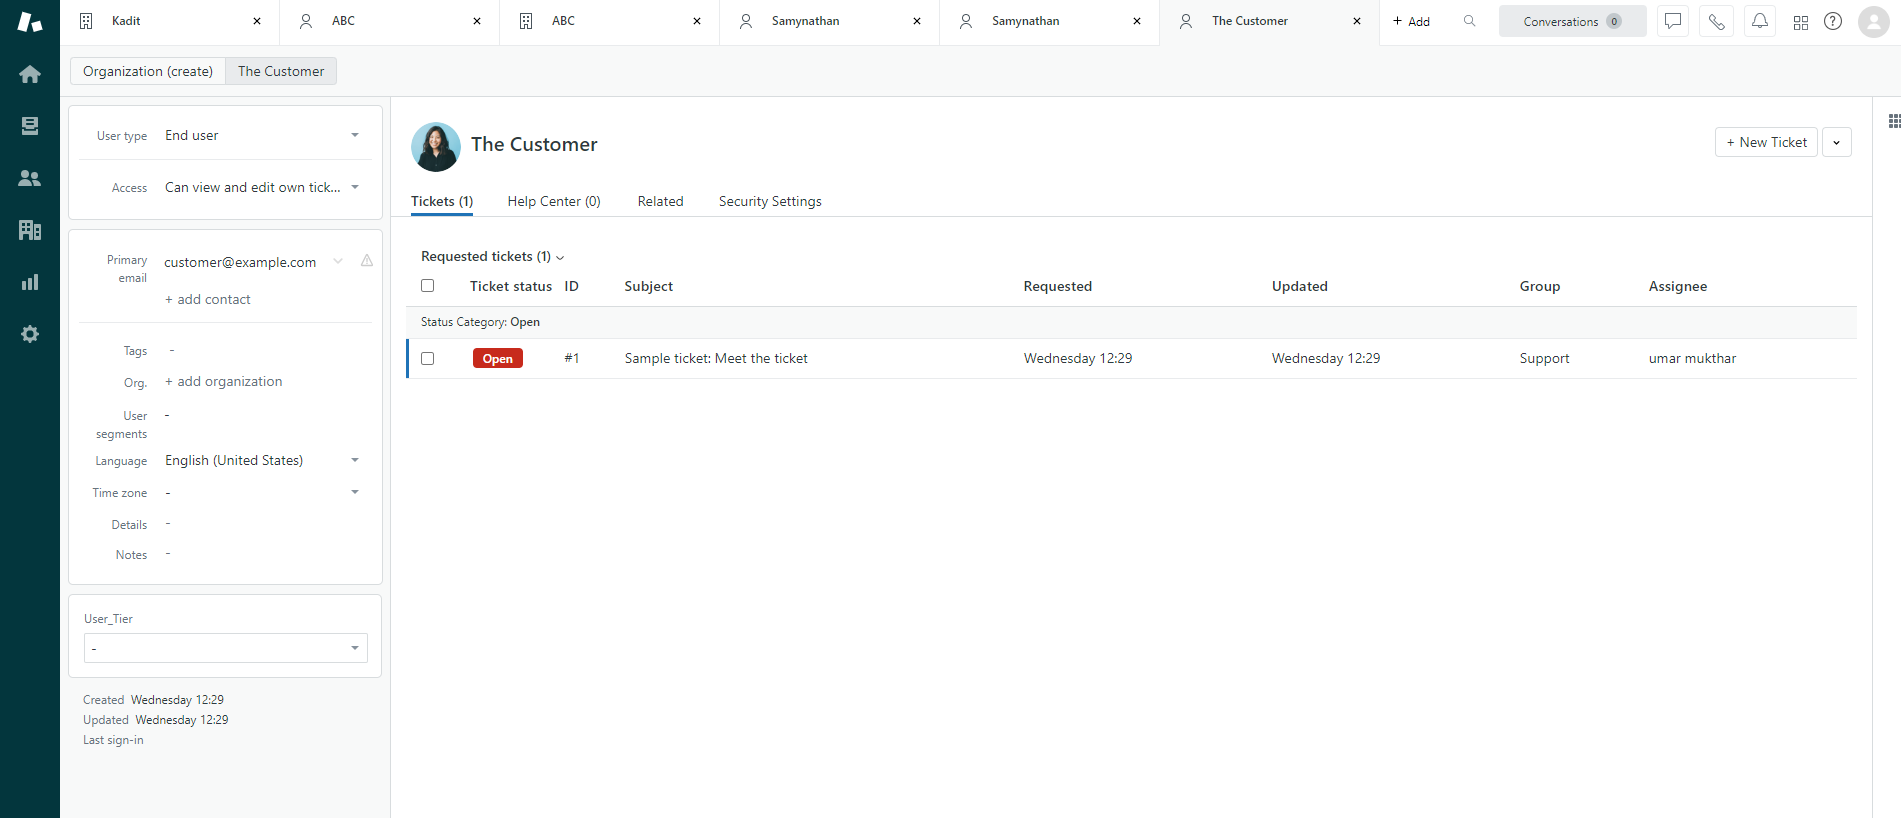 Kadit
ABC
ABC
Samynathan
Samynathan
The Customer
+ Add
Conversations 0
Organization (create)
The Customer
User type End user
Access Can view and edit own tick...
Primary email customer@example.com
+ add contact
Tags -
Org. + add organization
User segments -
Language English (United States)
Time zone -
Details -
Notes -
User_Tier
-
Created Wednesday 12:29
Updated Wednesday 12:29
Last sign-in
The Customer
+ New Ticket
Tickets (1) Help Center (0) Related Security Settings
Requested tickets (1)
Ticket status ID Subject Requested Updated Group Assignee
Status Category: Open
Open #1 Sample ticket: Meet the ticket Wednesday 12:29 Wednesday 12:29 Support umar mukthar